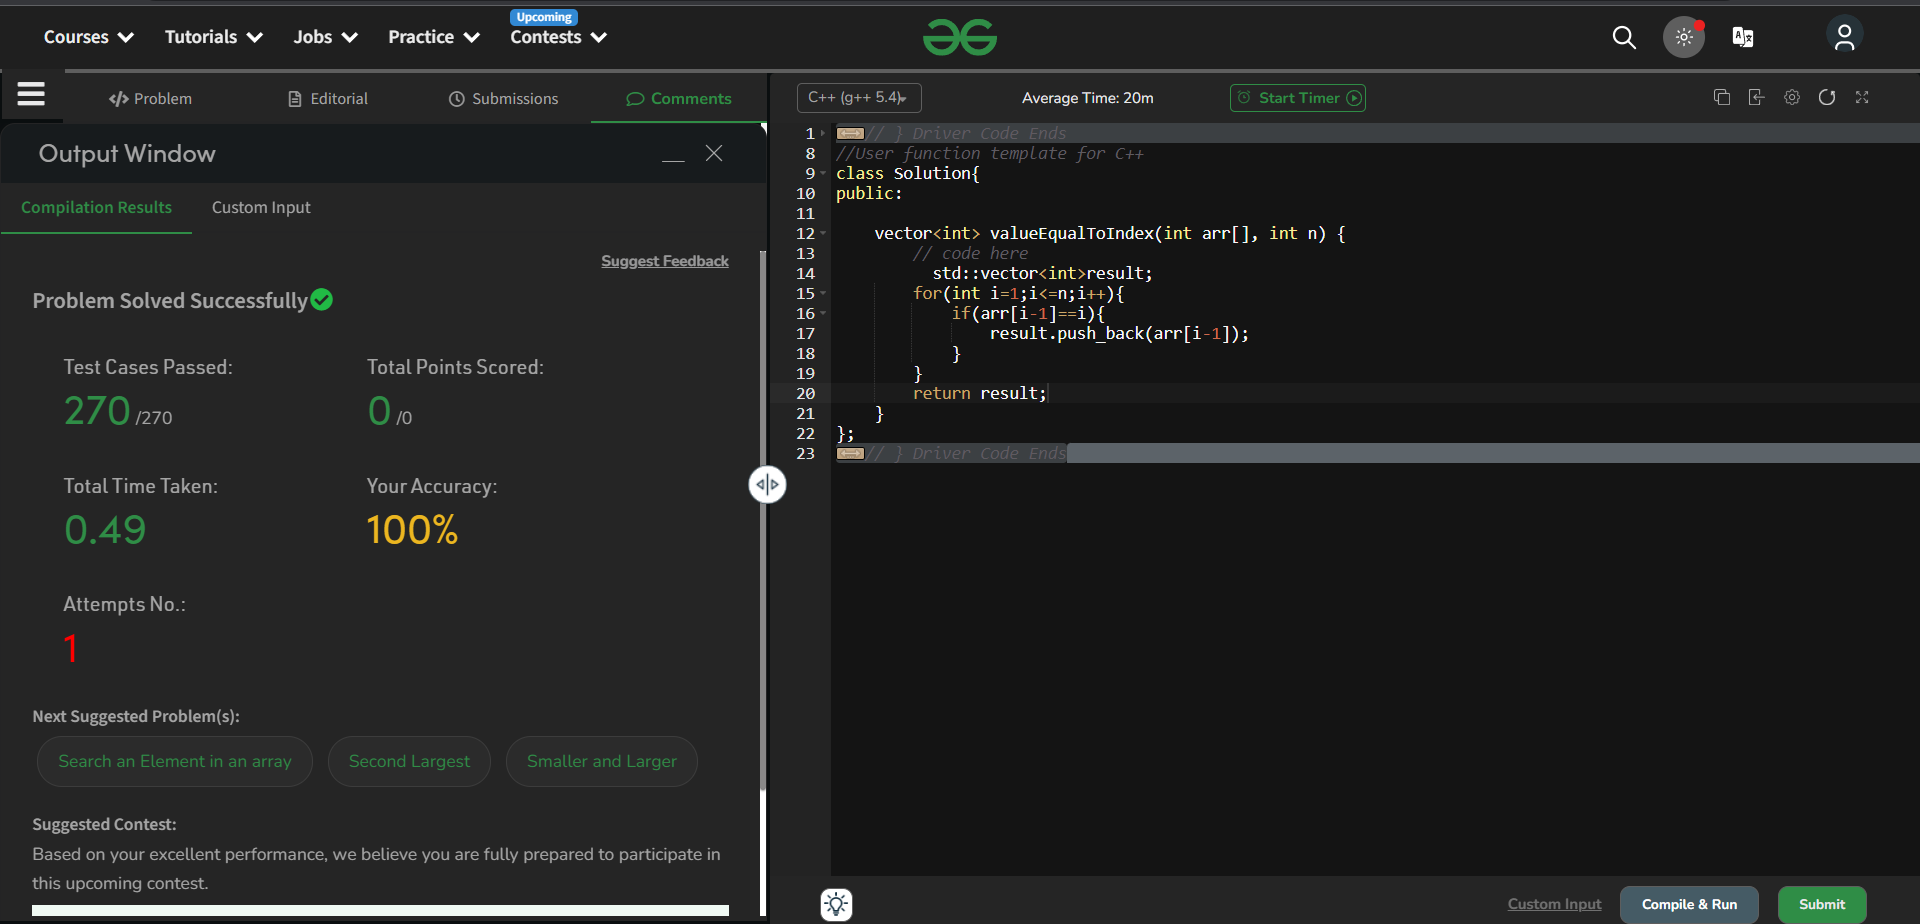 Upcoming
Courses Tutorials Jobs Practice Contests
Problem Editorial Submissions Comments
Output Window
Compilation Results Custom Input
Suggest Feedback
Problem Solved Successfully
Test Cases Passed: Total Points Scored:
270 /270 0 /0
Total Time Taken: Your Accuracy:
0.49 100%
Attempts No.:
1
Next Suggested Problem(s):
Search an Element in an array Second Largest Smaller and Larger
Suggested Contest:
Based on your excellent performance, we believe you are fully prepared to participate in
this upcoming contest.
C++ (g++ 5.4) Average Time: 20m Start Timer
1 // } Driver Code Ends
8 //User function template for C++
9 class Solution{
10 public:
11
12 vector<int> valueEqualToIndex(int arr[], int n) {
13 // code here
14 std::vector<int>result;
15 for(int i=1;i<=n;i++){
16 if(arr[i-1]==i){
17 result.push_back(arr[i-1]);
18 }
19 }
20 return result;
21 }
22 };
23 // } Driver Code Ends
Custom Input Compile & Run Submit